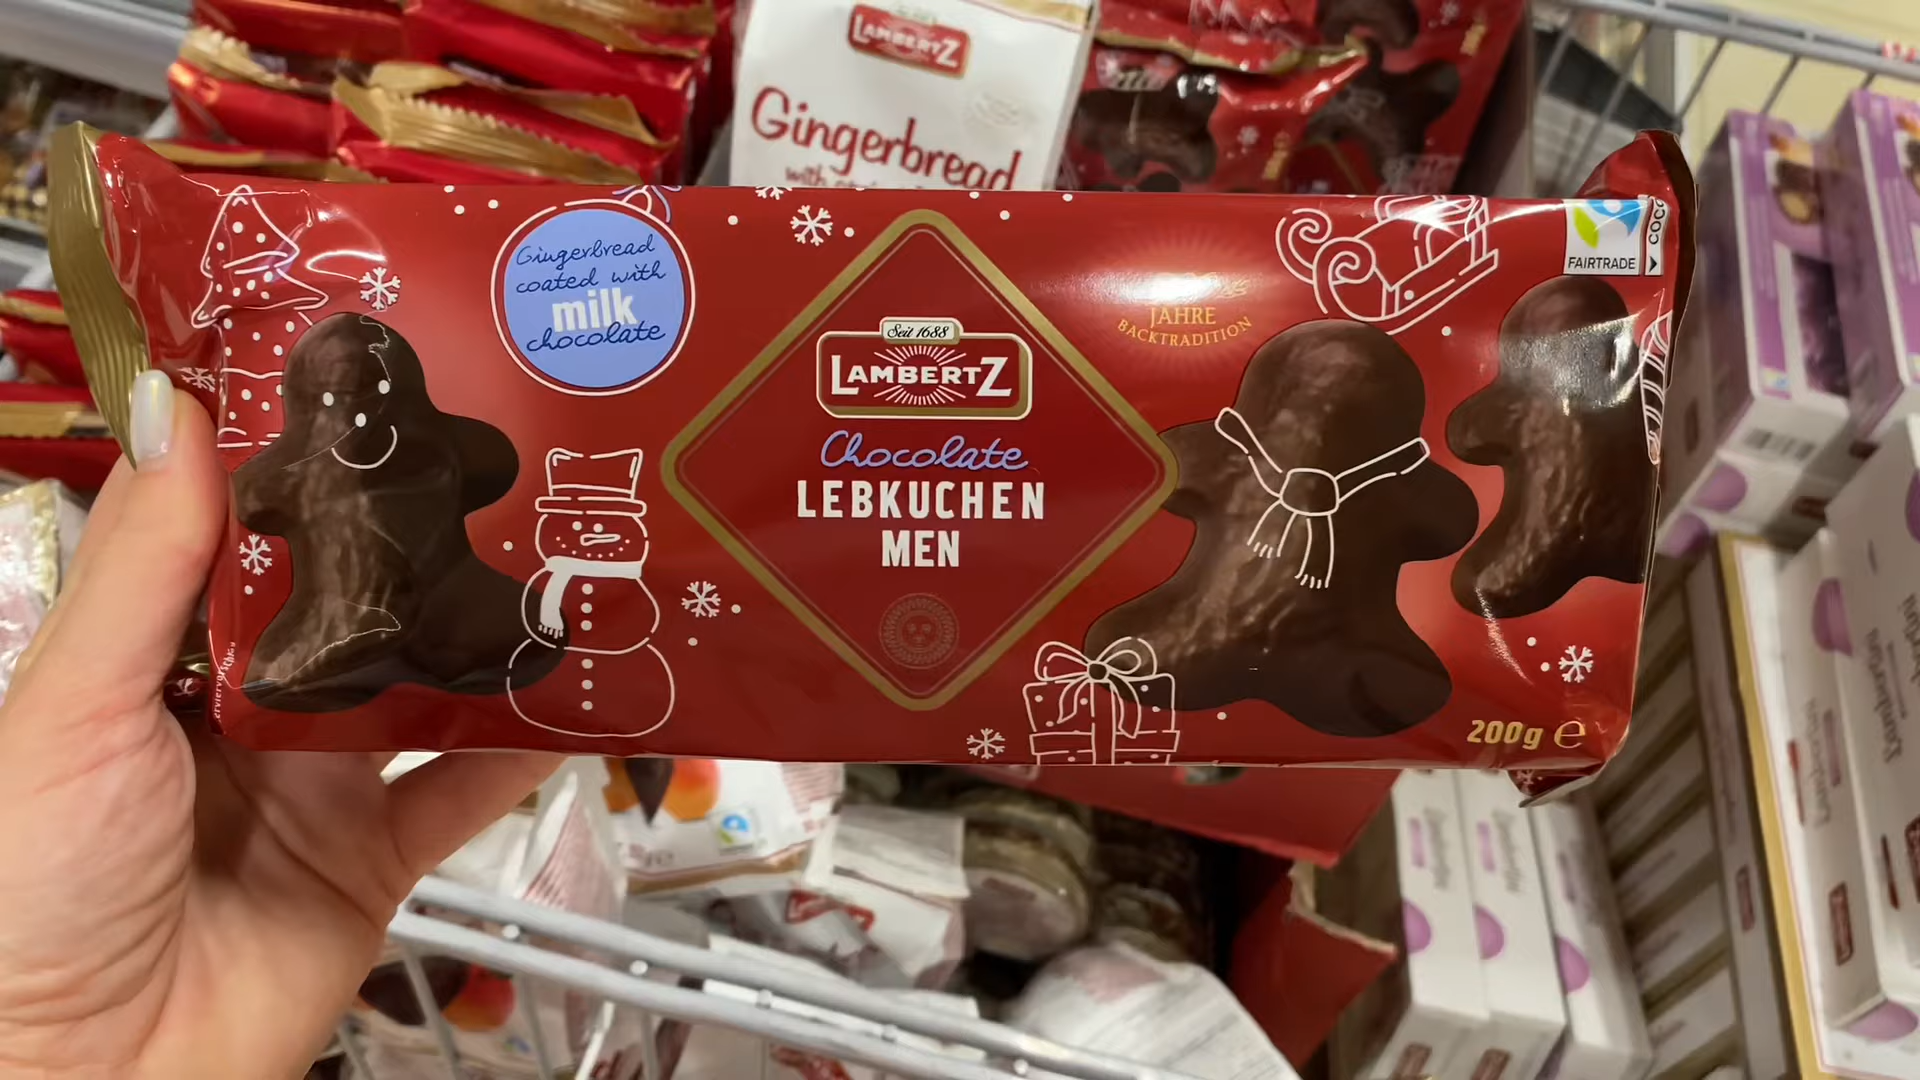 LAMBERTZ
Gingerbread
Gingerbread
coated with
milk
chocolate
Seit 1688
LAMBERTZ
Chocolate
LEBKUCHEN
MEN
JAHRE
BACKTRADITION
FAIRTRADE
200g e